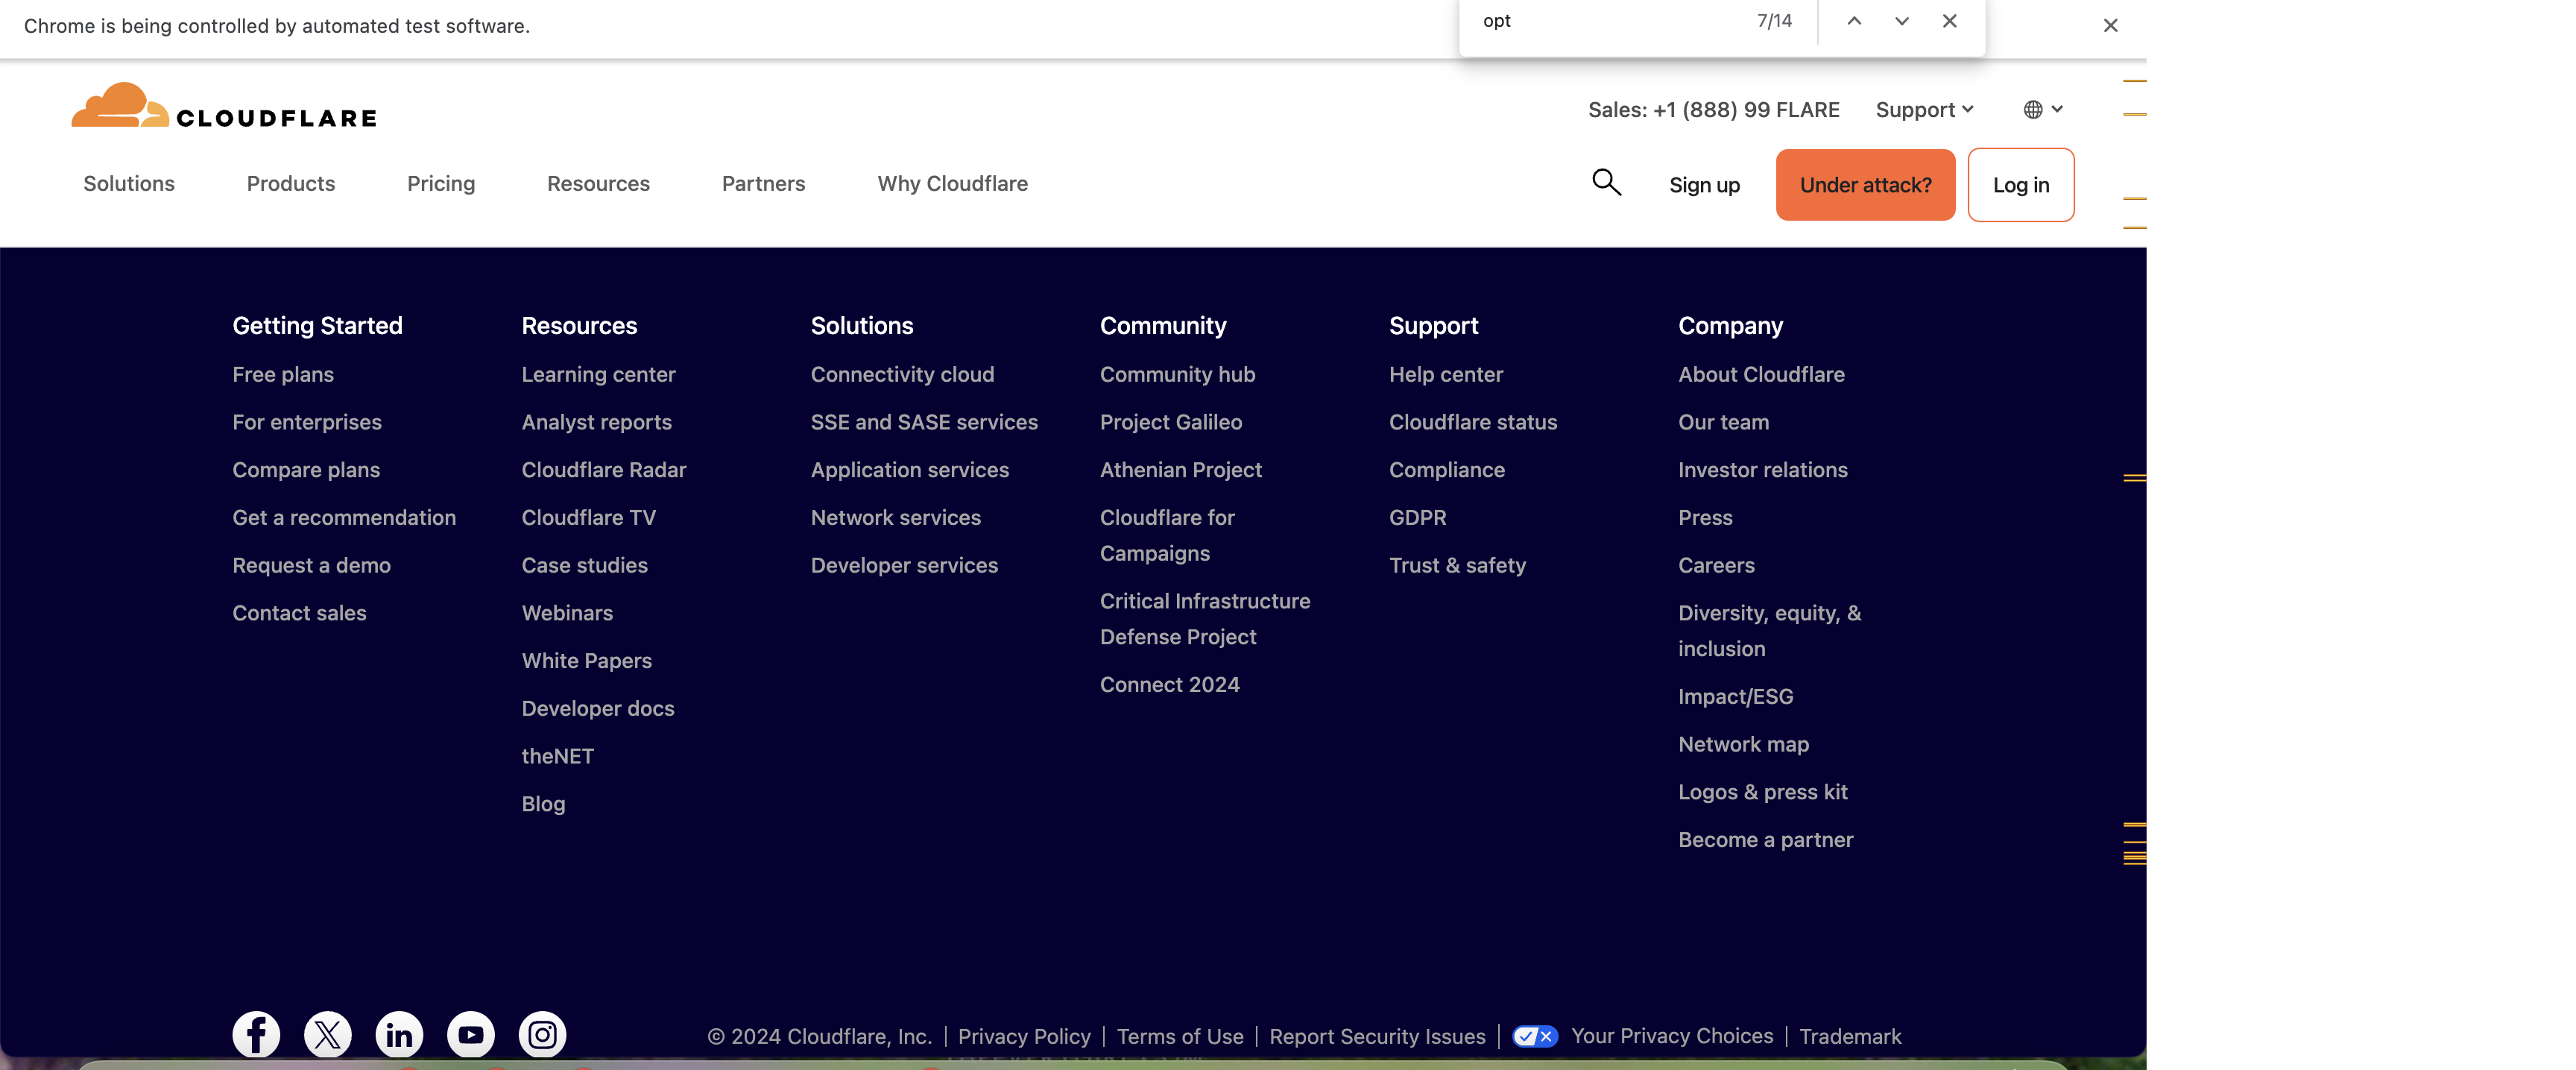 Chrome is being controlled by automated test software.
opt
7/14
CLOUDFLARE
Sales: +1 (888) 99 FLARE
Support
Solutions
Products
Pricing
Resources
Partners
Why Cloudflare
Sign up
Under attack?
Log in
Getting Started
Free plans
For enterprises
Compare plans
Get a recommendation
Request a demo
Contact sales
Resources
Learning center
Analyst reports
Cloudflare Radar
Cloudflare TV
Case studies
Webinars
White Papers
Developer docs
theNET
Blog
Solutions
Connectivity cloud
SSE and SASE services
Application services
Network services
Developer services
Community
Community hub
Project Galileo
Athenian Project
Cloudflare for
Campaigns
Critical Infrastructure
Defense Project
Connect 2024
Support
Help center
Cloudflare status
Compliance
GDPR
Trust & safety
Company
About Cloudflare
Our team
Investor relations
Press
Careers
Diversity, equity, &
inclusion
Impact/ESG
Network map
Logos & press kit
Become a partner
© 2024 Cloudflare, Inc. | Privacy Policy | Terms of Use | Report Security Issues | Your Privacy Choices | Trademark